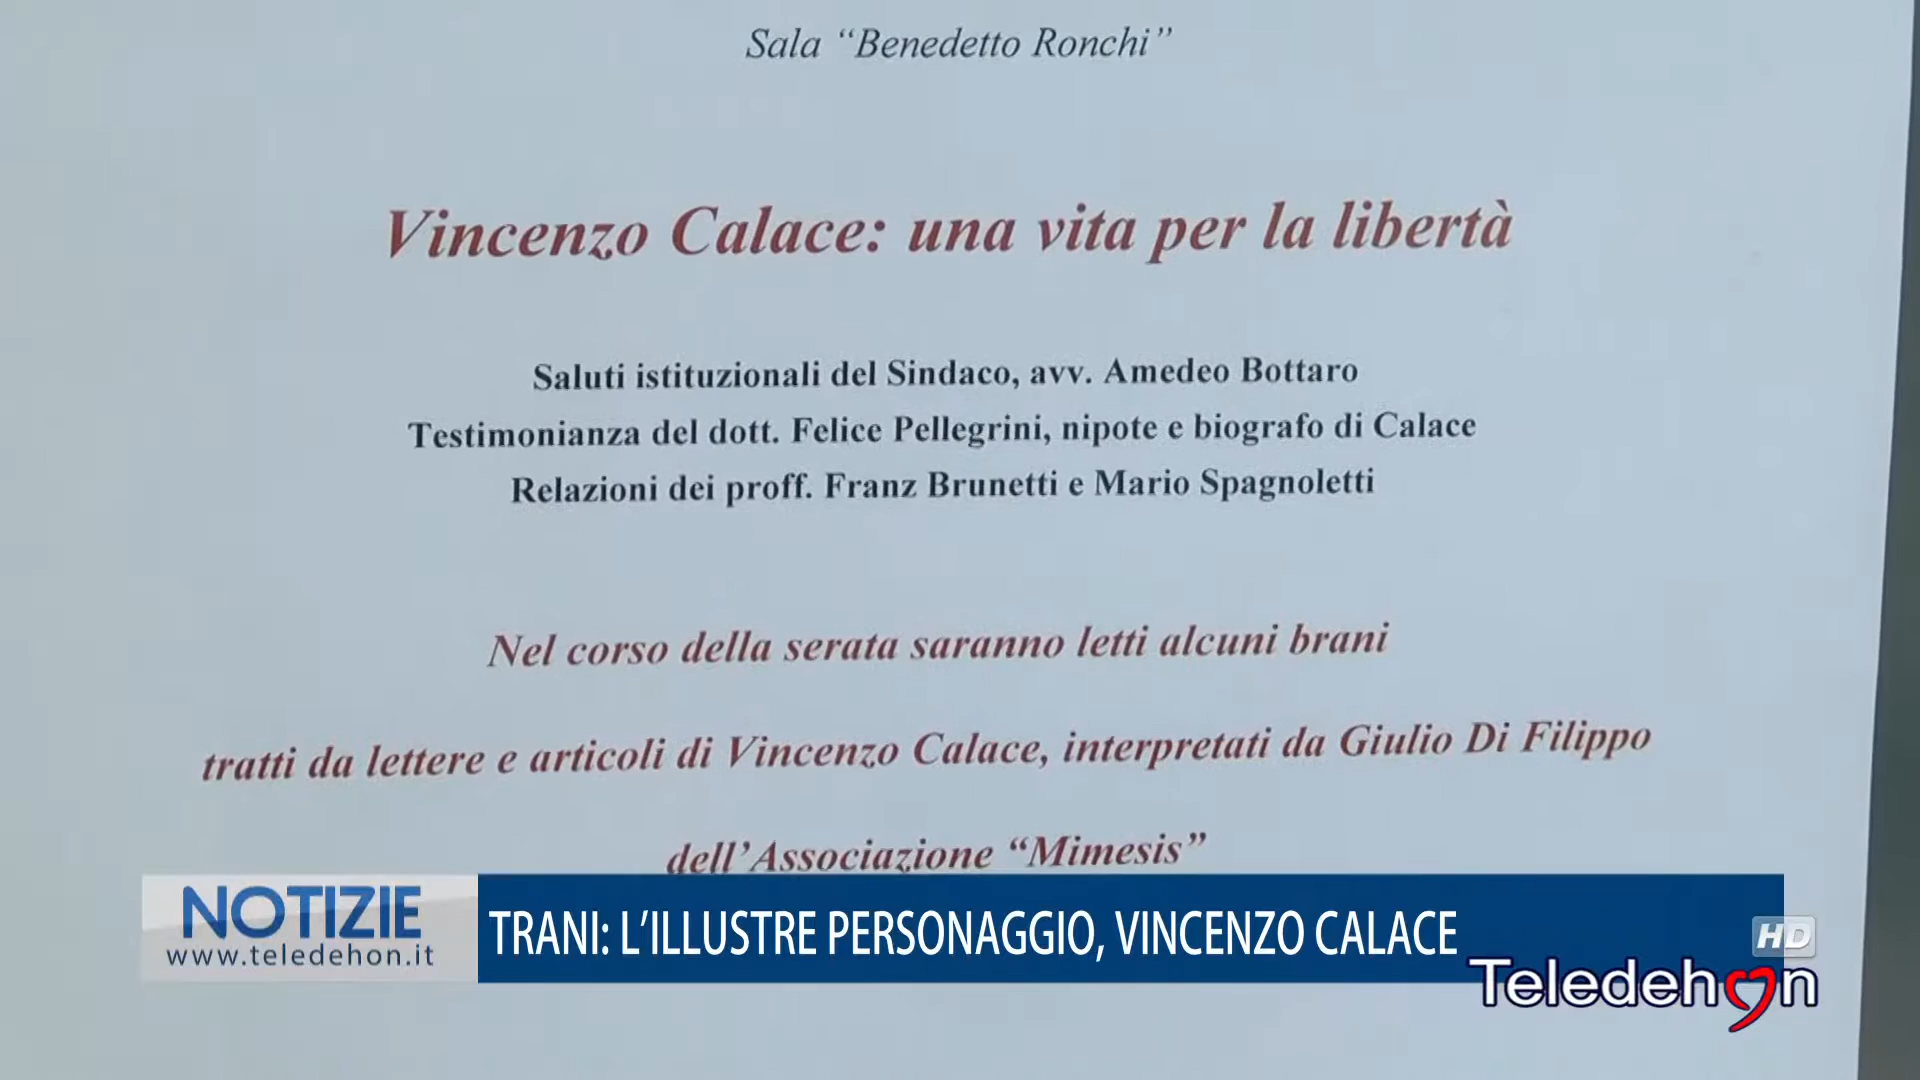 Sala “Benedetto Ronchi”
Vincenzo Calace: una vita per la libertà
Saluti istituzionali del Sindaco, avv. Amedeo Bottaro
Testimonianza del dott. Felice Pellegrini, nipote e biografo di Calace
Relazioni dei proff. Franz Brunetti e Mario Spagnoletti
Nel corso della serata saranno letti alcuni brani
tratti da lettere e articoli di Vincenzo Calace, interpretati da Giulio Di Filippo
dell’Associazione “Mimesis”
NOTIZIE
www.teledehon.it
TRANI: L’ILLUSTRE PERSONAGGIO, VINCENZO CALACE
HD
Teledehon